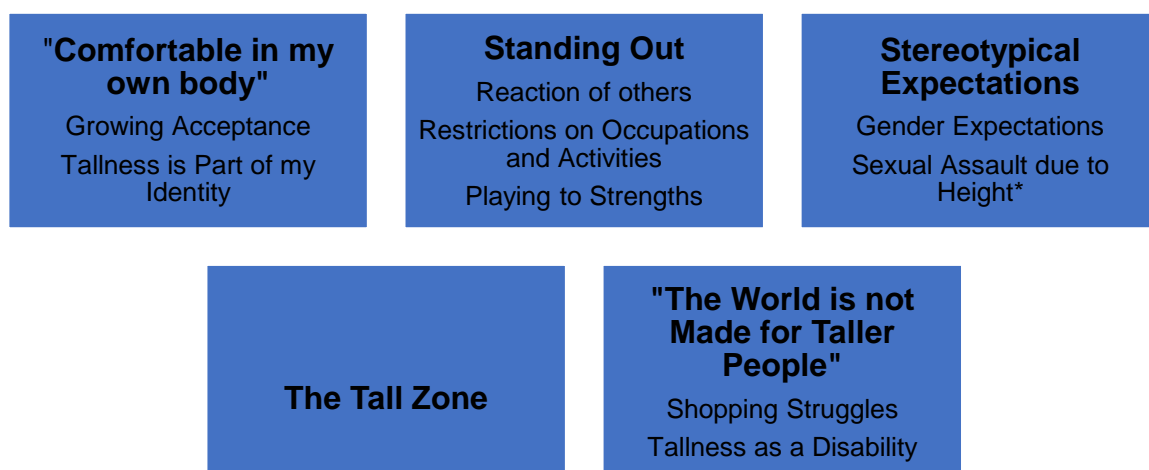 "Comfortable in my
own body"
Growing Acceptance
Tallness is Part of my
Identity
Standing Out
Reaction of others
Restrictions on Occupations
and Activities
Playing to Strengths
Stereotypical
Expectations
Gender Expectations
Sexual Assault due to
Height*
The Tall Zone
"The World is not
Made for Taller
People"
Shopping Struggles
Tallness as a Disability